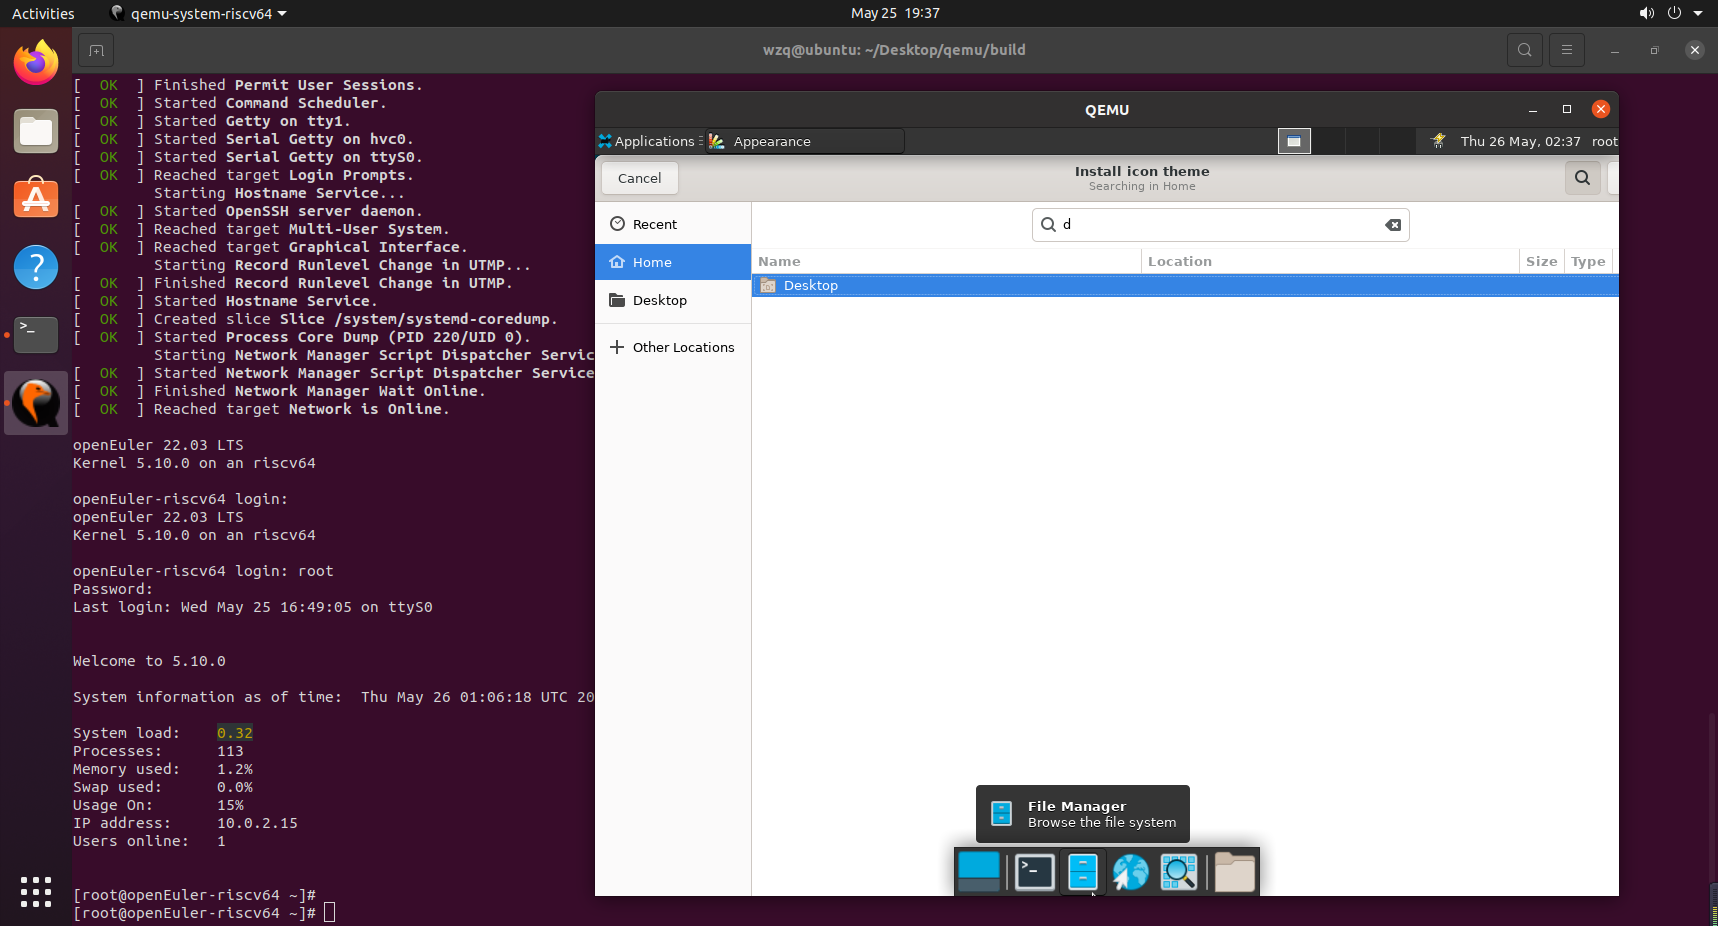 Activities
qemu-system-riscv64
May 25 19:37
wzq@ubuntu: ~/Desktop/qemu/build
[  OK  ] Finished Permit User Sessions.
[  OK  ] Started Command Scheduler.
[  OK  ] Started Getty on tty1.
[  OK  ] Started Serial Getty on hvc0.
[  OK  ] Started Serial Getty on ttyS0.
[  OK  ] Reached target Login Prompts.
         Starting Hostname Service...
[  OK  ] Started OpenSSH server daemon.
[  OK  ] Reached target Multi-User System.
[  OK  ] Reached target Graphical Interface.
         Starting Record Runlevel Change in UTMP...
[  OK  ] Finished Record Runlevel Change in UTMP.
[  OK  ] Started Hostname Service.
[  OK  ] Created slice Slice /system/systemd-coredump.
[  OK  ] Started Process Core Dump (PID 220/UID 0).
         Starting Network Manager Script Dispatcher Servic
[  OK  ] Started Network Manager Script Dispatcher Service
[  OK  ] Finished Network Manager Wait Online.
[  OK  ] Reached target Network is Online.
openEuler 22.03 LTS
Kernel 5.10.0 on an riscv64
openEuler-riscv64 login:
openEuler 22.03 LTS
Kernel 5.10.0 on an riscv64
openEuler-riscv64 login: root
Password:
Last login: Wed May 25 16:49:05 on ttyS0
Welcome to 5.10.0
System information as of time:  Thu May 26 01:06:18 UTC 20
System load:    0.32
Processes:      113
Memory used:    1.2%
Swap used:      0.0%
Usage On:       15%
IP address:     10.0.2.15
Users online:   1
[root@openEuler-riscv64 ~]#
[root@openEuler-riscv64 ~]#
QEMU
Applications
Appearance
Thu 26 May, 02:37
root
Cancel
Install icon theme
Searching in Home
Recent
Home
Desktop
Other Locations
d
Name
Location
Size
Type
Desktop
File Manager
Browse the file system